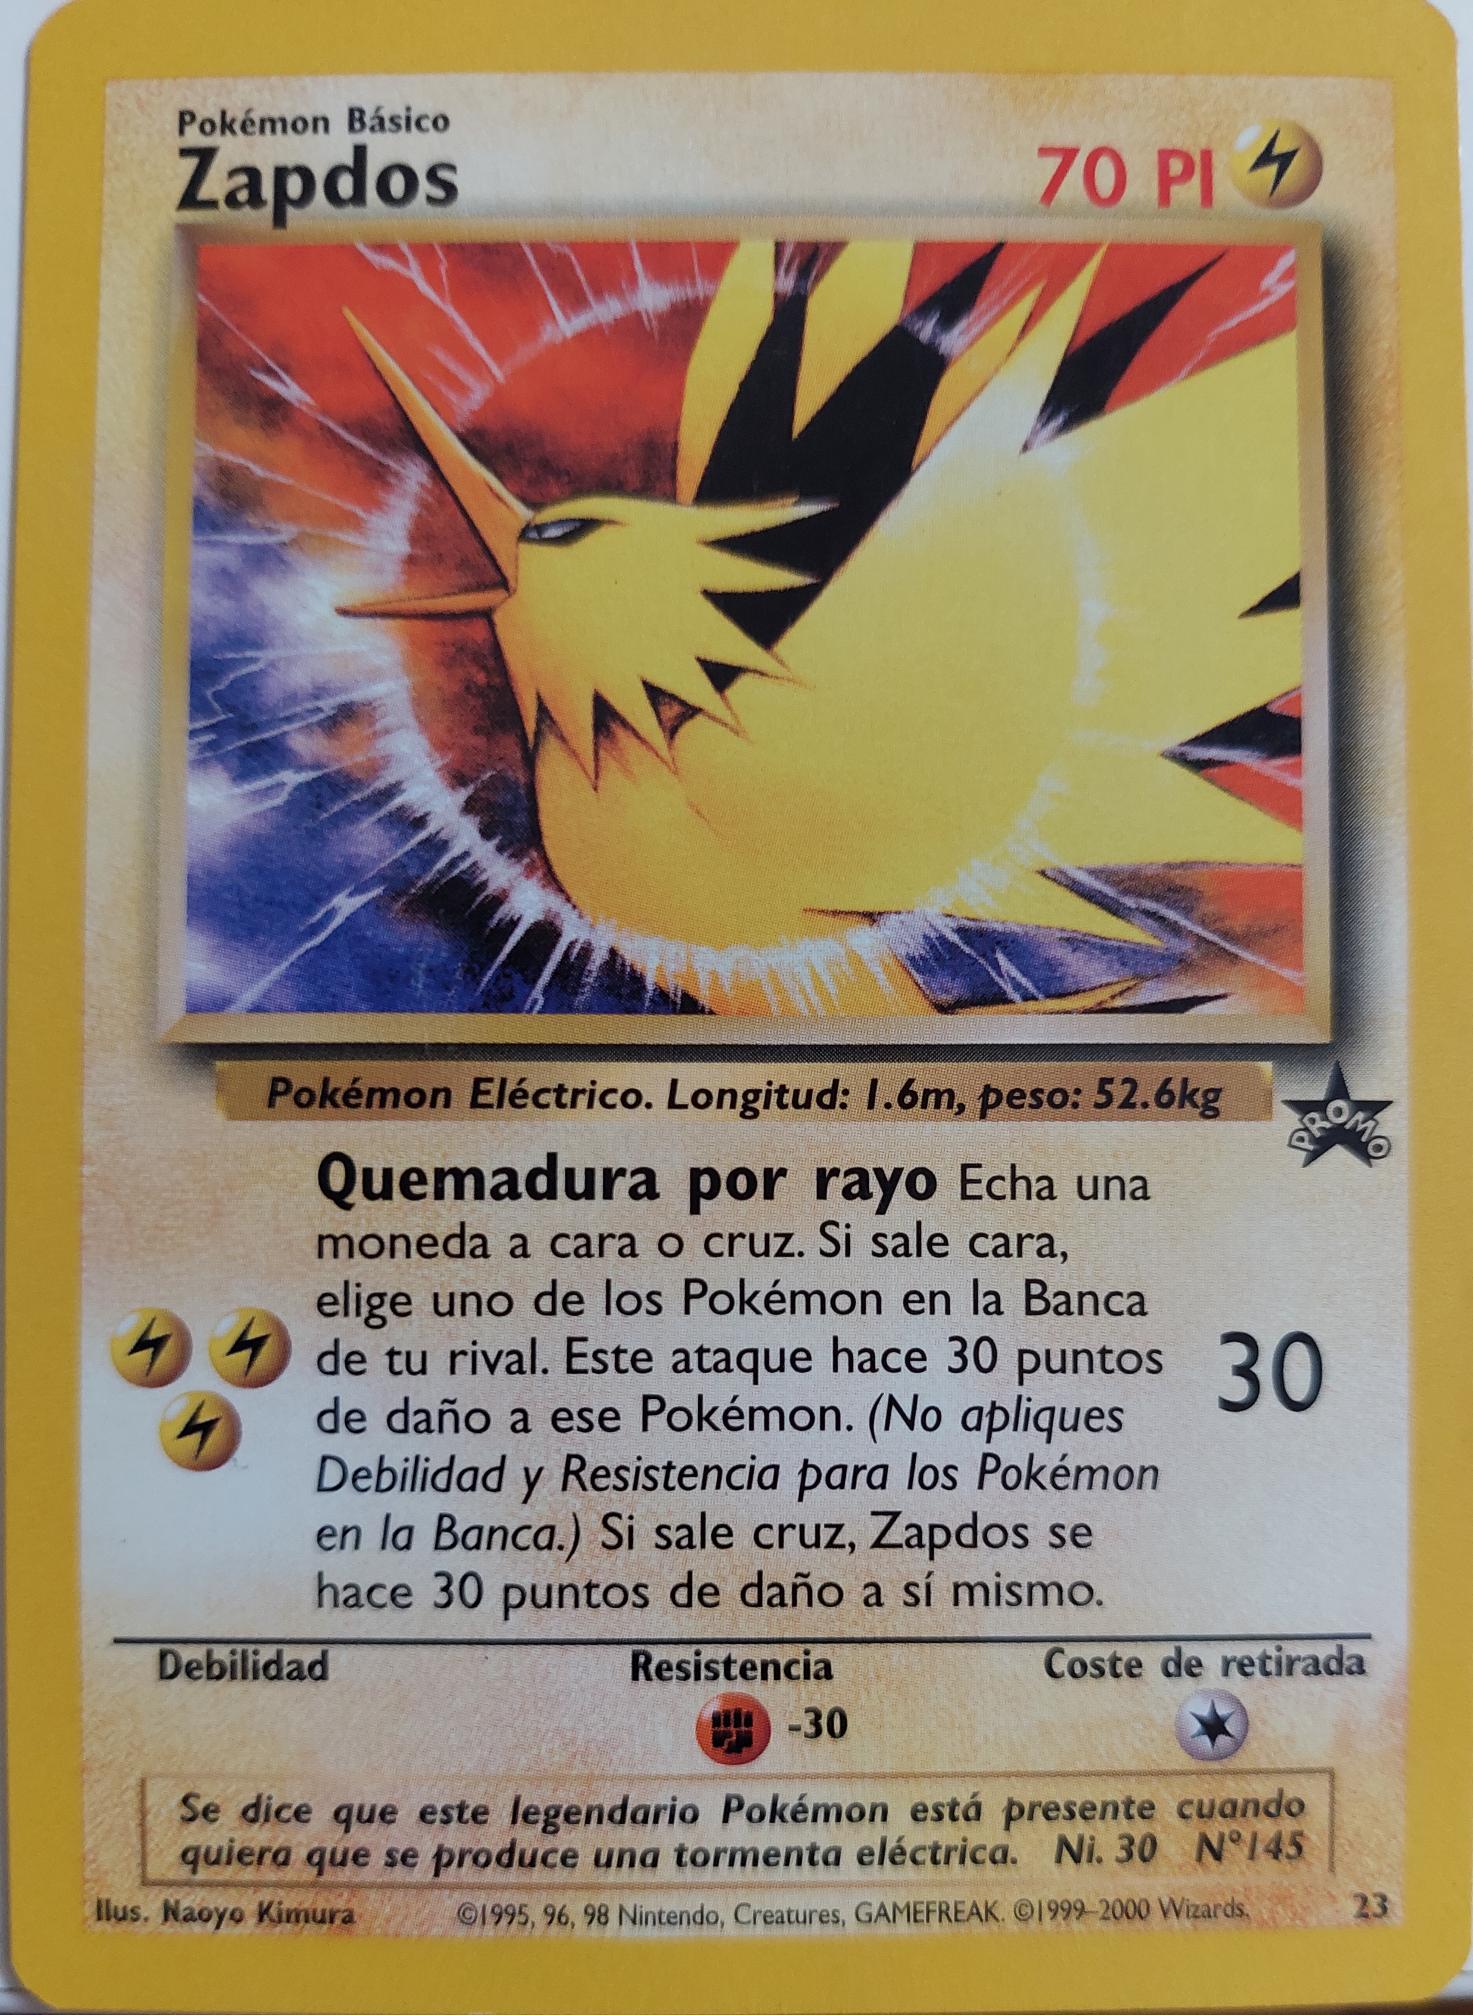 Pokémon Básico
Zapdos
70 PI
Pokémon Eléctrico. Longitud: 1.6m, peso: 52.6kg
PROMO
Quemadura por rayo Echa una
moneda a cara o cruz. Si sale cara,
elige uno de los Pokémon en la Banca
de tu rival. Este ataque hace 30 puntos
de daño a ese Pokémon. (No apliques
Debilidad y Resistencia para los Pokémon
en la Banca.) Si sale cruz, Zapdos se
hace 30 puntos de daño a sí mismo.
30
Debilidad Resistencia Coste de retirada
-30
Se dice que este legendario Pokémon está presente cuando
quiera que se produce una tormenta eléctrica. Ni. 30 Nº145
Ilus. Naoyo Kimura ©1995, 96, 98 Nintendo, Creatures, GAMEFREAK. ©1999-2000 Wizards. 23